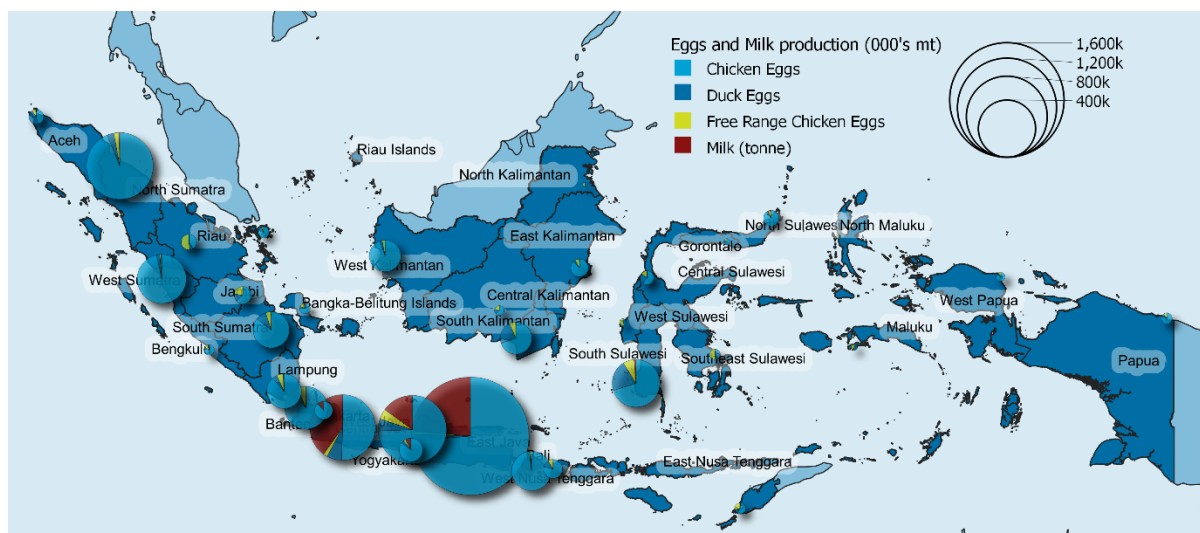 Eggs and Milk production (000's mt)
Chicken Eggs
Duck Eggs
Free Range Chicken Eggs
Milk (tonne)
1,600k
1,200k
800k
400k
Aceh
North Sumatra
Riau Islands
Riau
North Kalimantan
East Kalimantan
West Kalimantan
Central Kalimantan
South Kalimantan
West Sumatra
Jambi
Bangka-Belitung Islands
South Sumatra
Bengkulu
Lampung
North Sulawes
North Maluku
Gorontalo
Central Sulawesi
West Sulawesi
South Sulawesi
Southeast Sulawesi
West Papua
Maluku
Papua
Yogyakarta
East Java
West Nusa Tenggara
East Nusa Tenggara